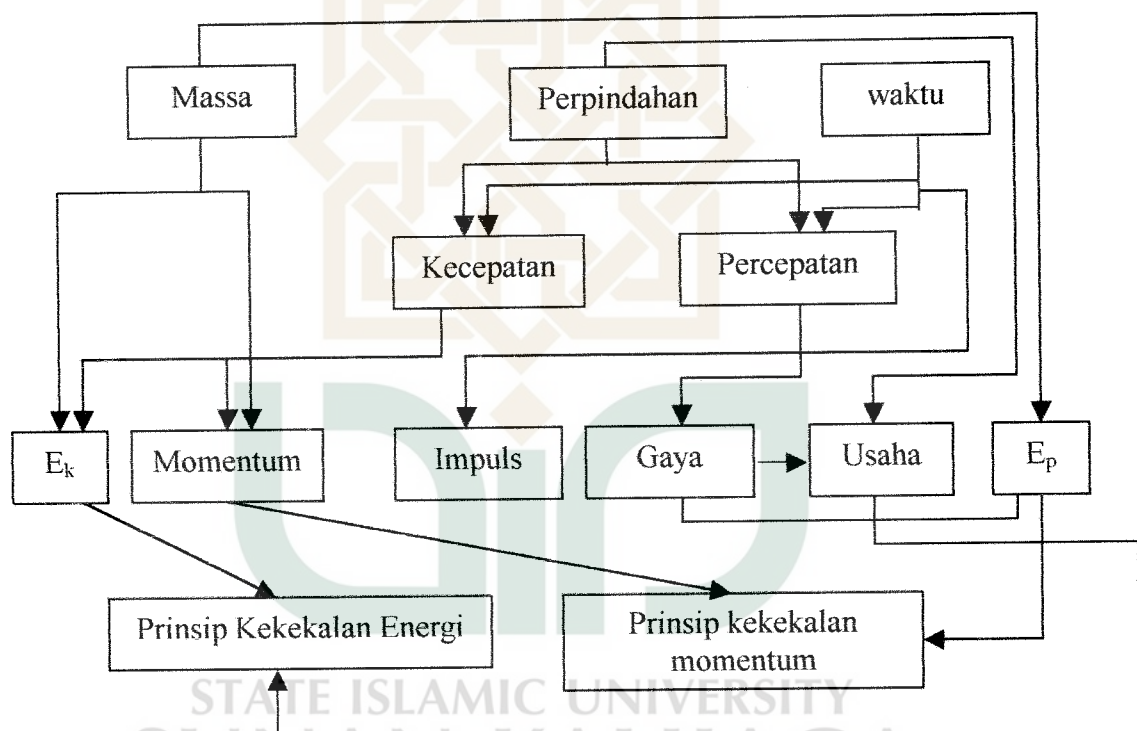 Massa
Perpindahan
waktu
Kecepatan
Percepatan
Ek
Momentum
Impuls
Gaya
Usaha
Ep
Prinsip Kekekalan Energi
Prinsip kekekalan
momentum
STATE ISLAMIC UNIVERSITY